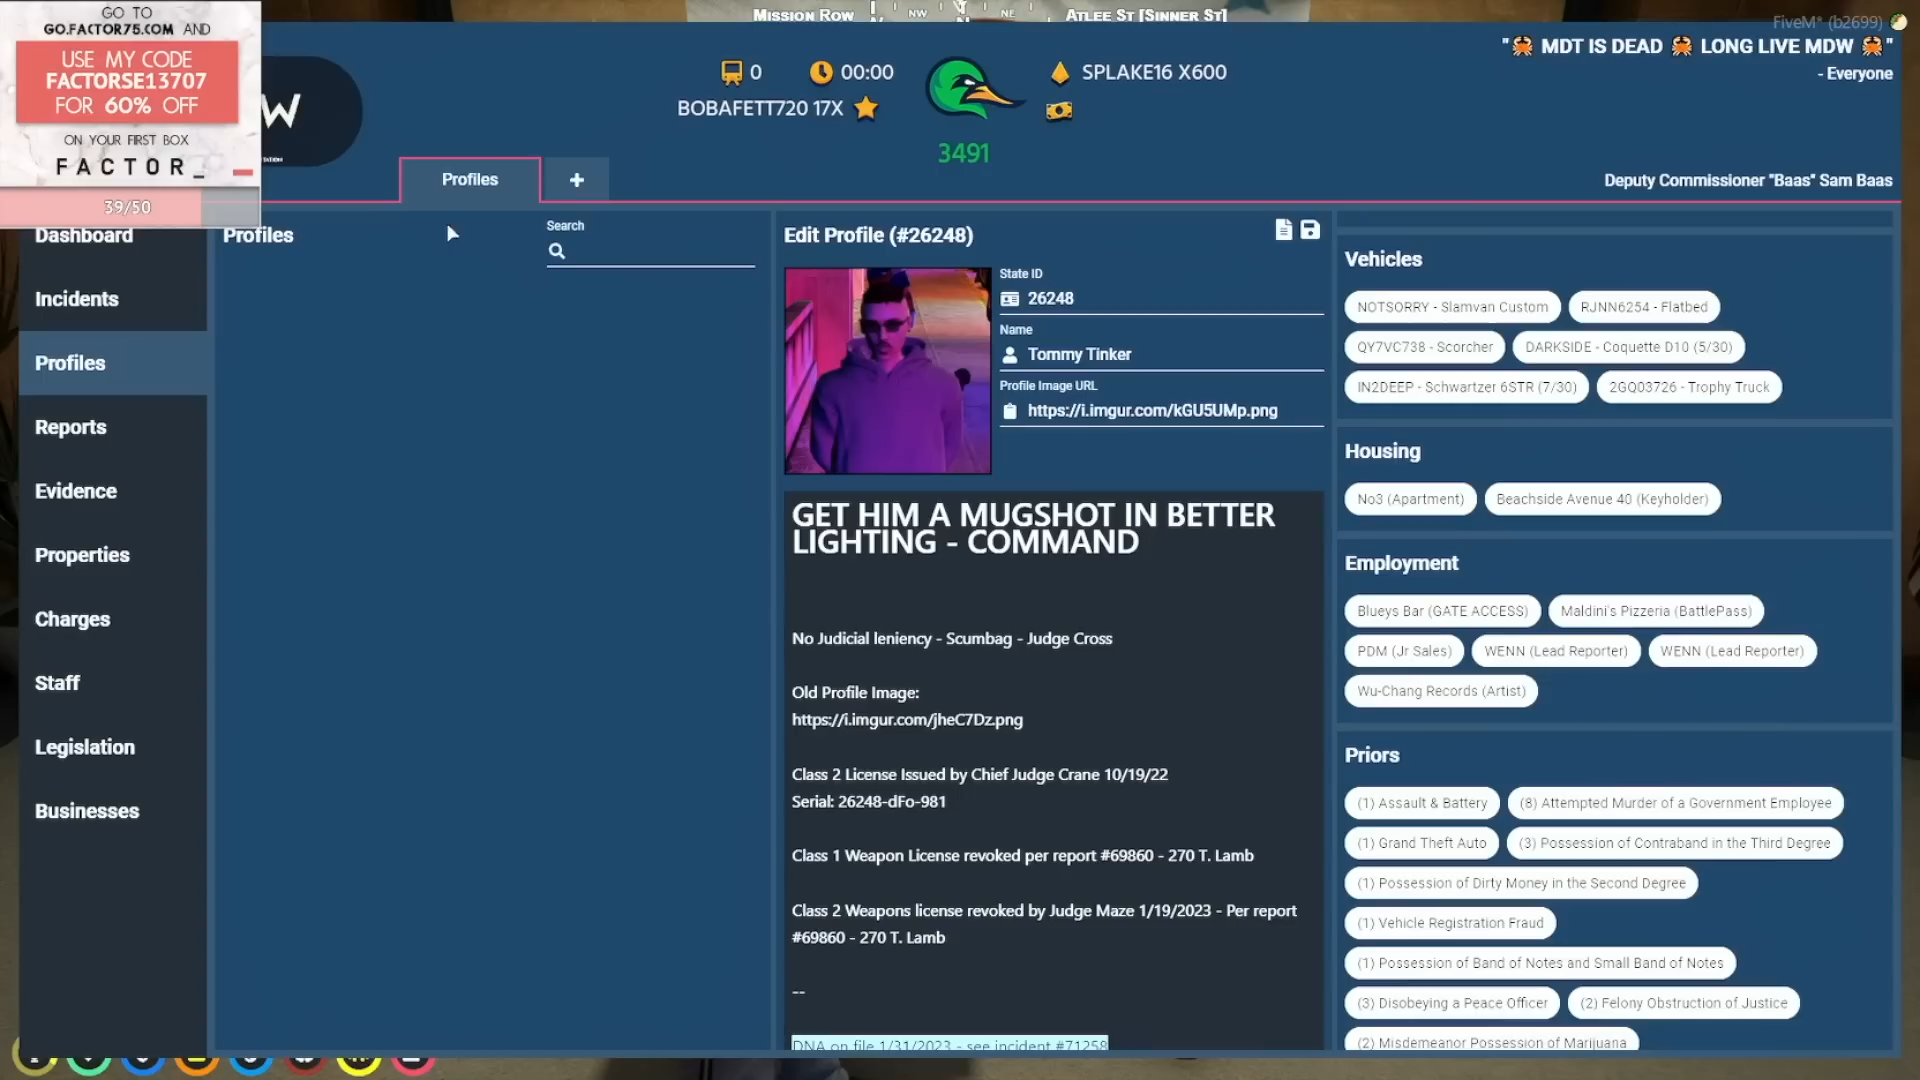 GO TO
GO.FACTOR75.COM AND
USE MY CODE
FACTORSE13707
FOR 60% OFF
ON YOUR FIRST BOX
FACTOR_
39/50
W
Mission Row
NW
NE
Atlee St [Sinner St]
FiveM* (b2699)
0
00:00
BOBAFETT720 17X
3491
SPLAKE16 X600
" 🦀 MDT IS DEAD 🦀 LONG LIVE MDW 🦀 "
- Everyone
Profiles
+
Deputy Commissioner "Baas" Sam Baas
Dashboard
Incidents
Profiles
Reports
Evidence
Properties
Charges
Staff
Legislation
Businesses
Profiles
Search
Edit Profile (#26248)
State ID
26248
Name
Tommy Tinker
Profile Image URL
https://i.imgur.com/kGU5UMp.png
GET HIM A MUGSHOT IN BETTER
LIGHTING - COMMAND
No Judicial leniency - Scumbag - Judge Cross
Old Profile Image:
https://i.imgur.com/jheC7Dz.png
Class 2 License Issued by Chief Judge Crane 10/19/22
Serial: 26248-dFo-981
Class 1 Weapon License revoked per report #69860 - 270 T. Lamb
Class 2 Weapons license revoked by Judge Maze 1/19/2023 - Per report
#69860 - 270 T. Lamb
--
DNA on file 1/31/2023 - see incident #71258
Vehicles
NOTSORRY - Slamvan Custom
RJNN6254 - Flatbed
QY7VC738 - Scorcher
DARKSIDE - Coquette D10 (5/30)
IN2DEEP - Schwartzer 6STR (7/30)
2GQ03726 - Trophy Truck
Housing
No3 (Apartment)
Beachside Avenue 40 (Keyholder)
Employment
Blueys Bar (GATE ACCESS)
Maldini's Pizzeria (BattlePass)
PDM (Jr Sales)
WENN (Lead Reporter)
WENN (Lead Reporter)
Wu-Chang Records (Artist)
Priors
(1) Assault & Battery
(8) Attempted Murder of a Government Employee
(1) Grand Theft Auto
(3) Possession of Contraband in the Third Degree
(1) Possession of Dirty Money in the Second Degree
(1) Vehicle Registration Fraud
(1) Possession of Band of Notes and Small Band of Notes
(3) Disobeying a Peace Officer
(2) Felony Obstruction of Justice
(2) Misdemeanor Possession of Marijuana